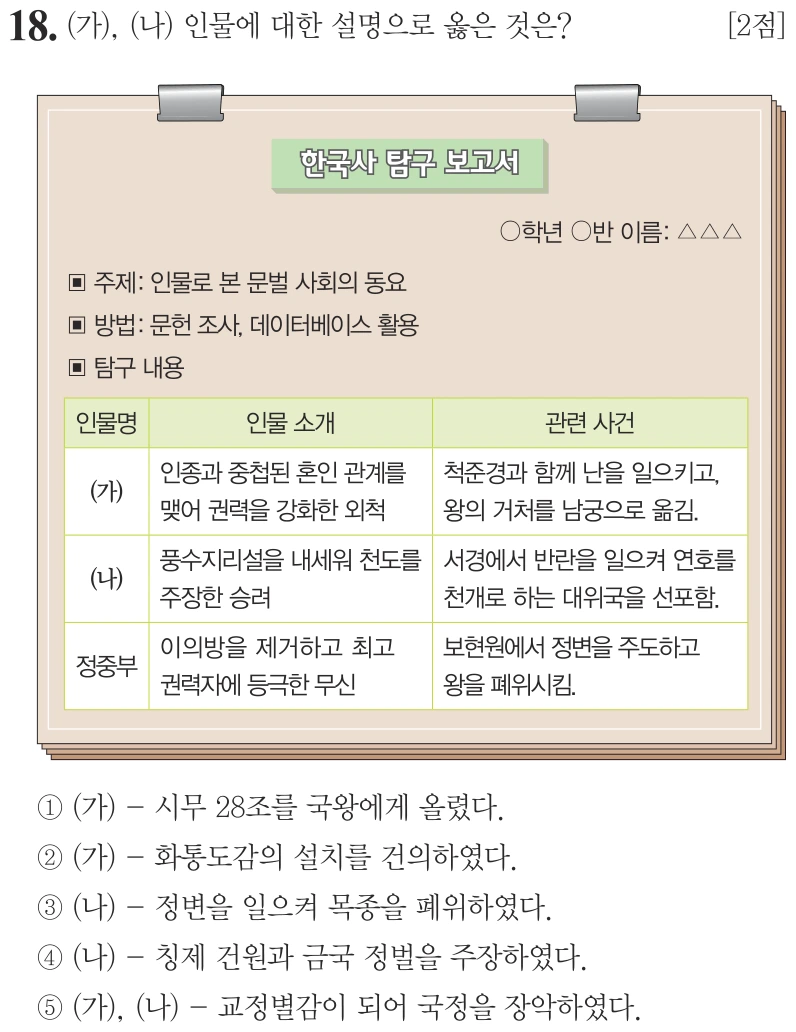 18. (가), (나) 인물에 대한 설명으로 옳은 것은? [2점]
한국사 탐구 보고서
○학년 ○반 이름: △△△
▣ 주제: 인물로 본 문벌 사회의 동요
▣ 방법: 문헌 조사, 데이터베이스 활용
▣ 탐구 내용
인물명 인물 소개 관련 사건
(가) 인종과 중첩된 혼인 관계를 맺어 권력을 강화한 외척 척준경과 함께 난을 일으키고, 왕의 거처를 남궁으로 옮김.
(나) 풍수지리설을 내세워 천도를 주장한 승려 서경에서 반란을 일으켜 연호를 천개로 하는 대위국을 선포함.
정중부 이의방을 제거하고 최고 권력자에 등극한 무신 보현원에서 정변을 주도하고 왕을 폐위시킴.
① (가) - 시무 28조를 국왕에게 올렸다.
② (가) - 화통도감의 설치를 건의하였다.
③ (나) - 정변을 일으켜 목종을 폐위하였다.
④ (나) - 칭제 건원과 금국 정벌을 주장하였다.
⑤ (가), (나) - 교정별감이 되어 국정을 장악하였다.